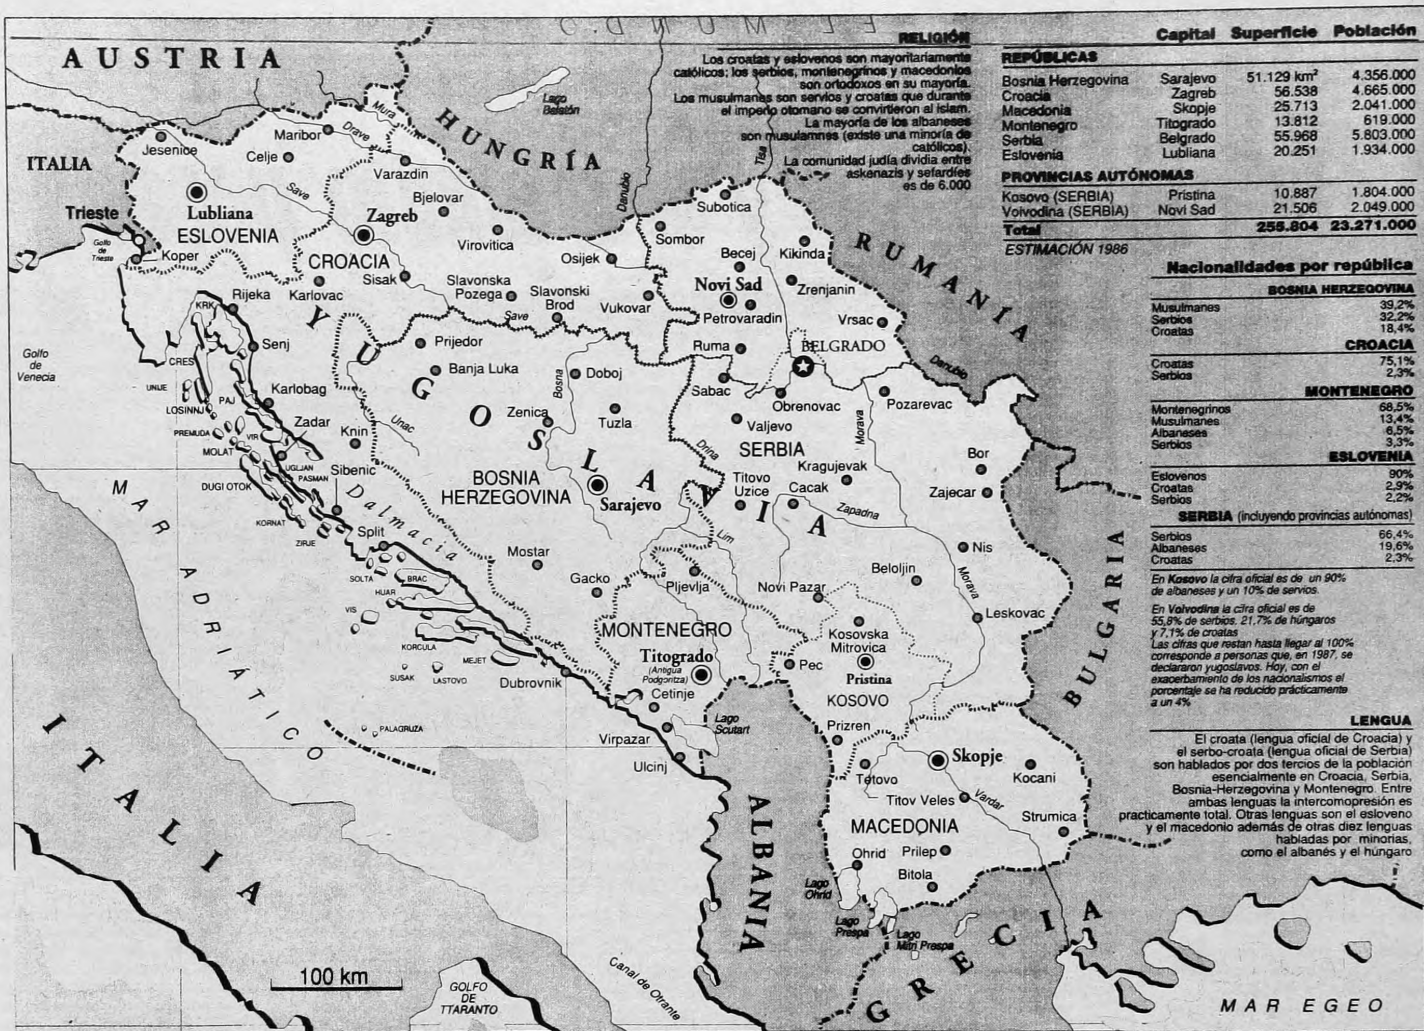 RELIGIÓN
Los croatas y eslovenos son mayoritariamente
católicos; los serbios, montenegrinos y macedonios
son ortodoxos en su mayoría.
Los musulmanes son servios y croatas que durante
el imperio otomano se convirtieron al islam.
La mayoría de los albaneses
son musulamnes (existe una minoría de
católicos).
La comunidad judía dividia entre
askenazis y sefardíes
es de 6.000
Capital Superficie Población
REPÚBLICAS
Bosnia Herzegovina Sarajevo 51.129 km² 4.356.000
Croacia Zagreb 56.538 4.665.000
Macedonia Skopje 25.713 2.041.000
Montenegro Titogrado 13.812 619.000
Serbia Belgrado 55.968 5.803.000
Eslovenia Lubliana 20.251 1.934.000
PROVINCIAS AUTÓNOMAS
Kosovo (SERBIA) Pristina 10.887 1.804.000
Voivodina (SERBIA) Novi Sad 21.506 2.049.000
Total 255.804 23.271.000
ESTIMACIÓN 1986
Nacionalidades por república
BOSNIA HERZEGOVINA
Musulmanes 39,2%
Serbios 32,2%
Croatas 18,4%
CROACIA
Croatas 75,1%
Serbios 2,3%
MONTENEGRO
Montenegrinos 68,5%
Musulmanes 13,4%
Albaneses 6,5%
Serbios 3,3%
ESLOVENIA
Eslovenos 90%
Croatas 2,9%
Serbios 2,2%
SERBIA (incluyendo provincias autónomas)
Serbios 66,4%
Albaneses 19,6%
Croatas 2,3%
En Kosovo la cifra oficial es de un 90%
de albaneses y un 10% de servios.
En Voivodina la cifra oficial es de
55,8% de serbios, 21,7% de húngaros
y 7,1% de croatas
Las cifras que restan hasta llegar al 100%
corresponde a personas que, en 1987, se
declararon yugoslavos. Hoy, con el
exacerbamiento de los nacionalismos el
porcentaje se ha reducido prácticamente
a un 4%
LENGUA
El croata (lengua oficial de Croacia) y
el serbo-croata (lengua oficial de Serbia)
son hablados por dos tercios de la población
esencialmente en Croacia, Serbia,
Bosnia-Herzegovina y Montenegro. Entre
ambas lenguas la intercomopresión es
practicamente total. Otras lenguas son el esloveno
y el macedonio además de otras diez lenguas
habladas por minorias,
como el albanés y el húngaro
AUSTRIA
HUNGRÍA
ITALIA
RUMANÍA
BULGARIA
YUGOSLAVIA
ALBANIA
GRECIA
ITALIA
MAR ADRIÁTICO
MAR EGEO
Lago
Balatón
Mura
Drave
Save
Danubio
Tisa
Jesenice
Maribor
Celje
Varazdin
Bjelovar
Lubliana
ESLOVENIA
Zagreb
CROACIA
Trieste
Golfo
de
Trieste
Koper
Virovitica
Osijek
Subotica
Sombor
Becej
Kikinda
Novi Sad
Zrenjanin
Petrovaradin
Vrsac
Ruma
BELGRADO
Danubio
Sisak
Karlovac
Slavonska
Pozega
Slavonski
Brod
Save
Vukovar
Rijeka
KRK
Senj
CRES
UNIJE
LOSINNJ
PAJ
Karlobag
Zadar
PREMUDA
VIR
MOLAT
UGLJAN
PASMAN
DUGI OTOK
KORNAT
ZIRJE
Golfo
de
Venecia
Prijedor
Banja Luka
Doboj
Bosna
Zenica
Tuzla
Unac
Knin
Sibenic
Dalmacia
Split
BOSNIA
HERZEGOVINA
Sarajevo
Sabac
Obrenovac
Pozarevac
Valjevo
Morava
SERBIA
Drina
Kragujevak
Titovo
Uzice
Cacak
Zapadna
Bor
Zajecar
Nis
Lim
Mostar
Gacko
Pljevlja
Novi Pazar
Beloljin
Morava
Leskovac
SOLTA
BRAC
HIJAR
VIS
KORCULA
MEJET
SUSAK
LASTOVO
PALAGRUZA
Dubrovnik
MONTENEGRO
Titogrado
(Antigua
Podgoritza)
Cetinje
Virpazar
Ulcinj
Lago
Scutari
Kosovska
Mitrovica
Pec
Pristina
KOSOVO
Prizren
Skopje
Tetovo
Kocani
Titov Veles
Vardar
Strumica
MACEDONIA
Ohrid
Prilep
Bitola
Lago
Ohrid
Lago
Prespa
Lago
Mitri Prespa
100 km
GOLFO
DE
TTARANTO
Canal de Otrante